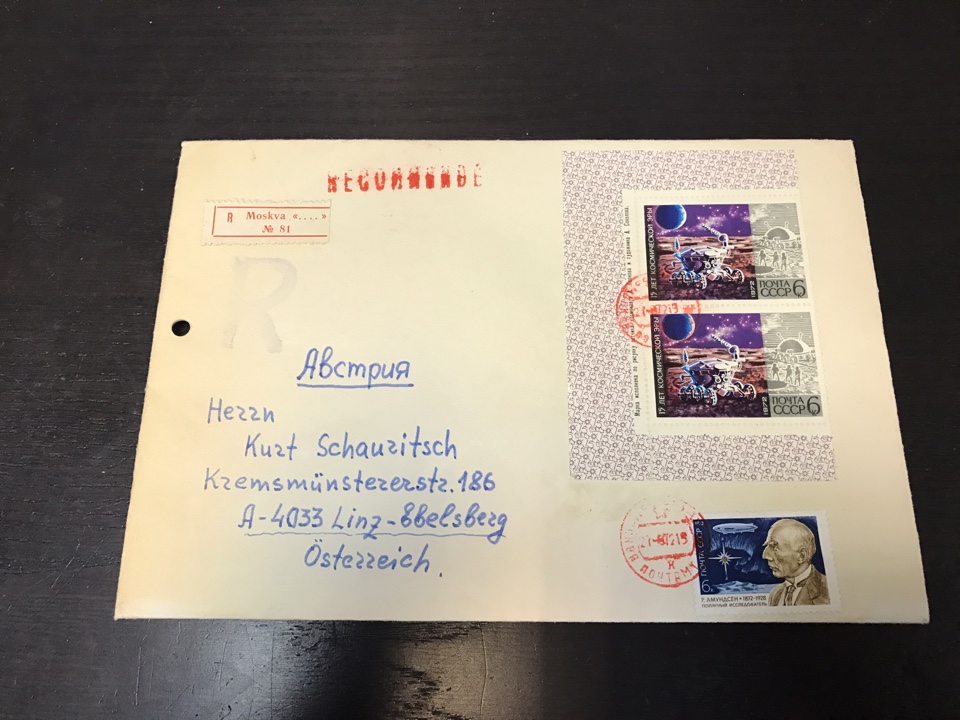 RECOMMANDÉ
R Moskva «....»
№ 81
R
Австрия
Herrn
Kurt Schauritsch
Kremsmünstererstr. 186
A-4033 Linz-Ebelsberg
Österreich.
15 ЛЕТ КОСМИЧЕСКОЙ ЭРЫ
1972
ПОЧТА
СССР 6
15 ЛЕТ КОСМИЧЕСКОЙ ЭРЫ
1972
ПОЧТА
СССР 6
ПОЧТА СССР
6к
Р. АМУНДСЕН • 1872-1928
ПОЛЯРНЫЙ ИССЛЕДОВАТЕЛЬ